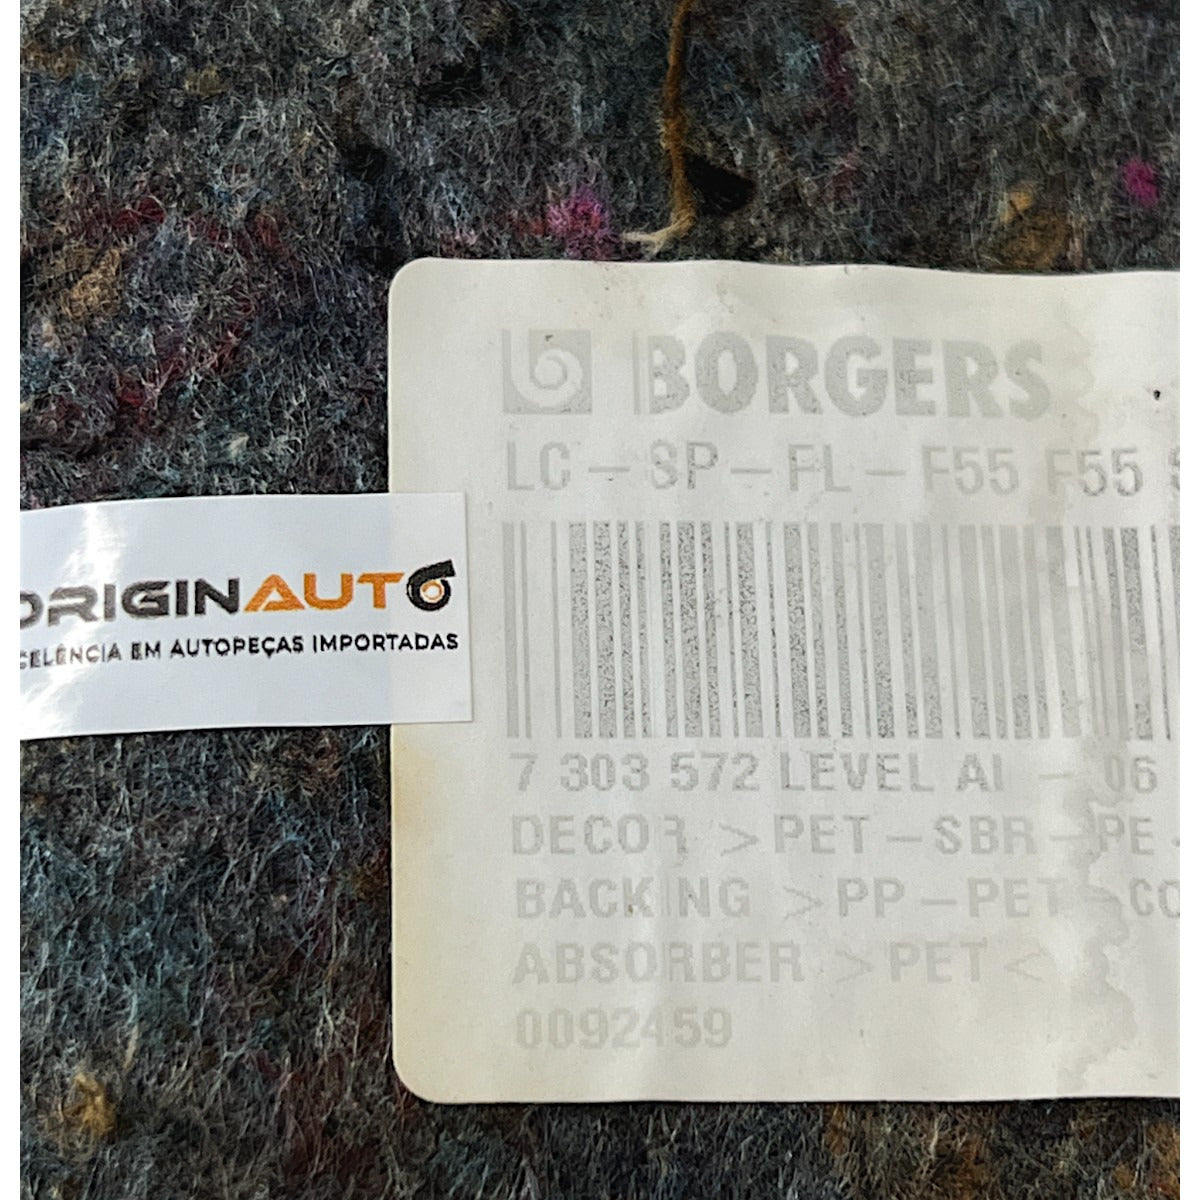 BORGERS
LC-SP-FL-F55 F55
7 303 572 LEVEL AI - 06
DECOR >PET-SBR-PE
BACKING >PP-PET-CO
ABSORBER >PET<
0092459
ORIGINAUTO
CELÊNCIA EM AUTOPEÇAS IMPORTADAS